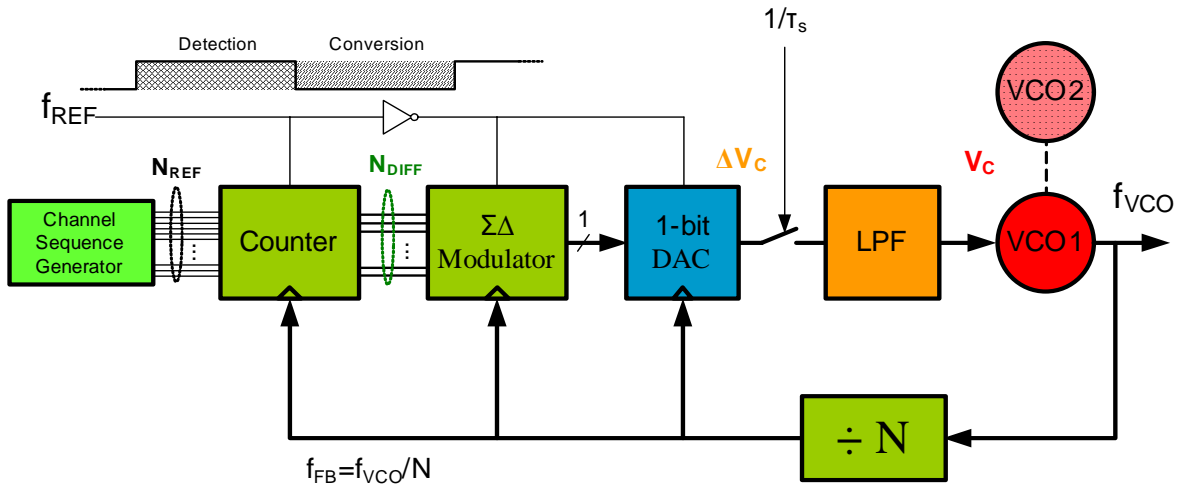 Detection Conversion
1/τs
fREF
VCO2
NREF
NDIFF
ΔVC
VC
fVCO
Channel
Sequence
Generator
⋮
Counter
⋮
ΣΔ
Modulator
1
1-bit
DAC
LPF
VCO1
÷ N
fFB=fVCO/N